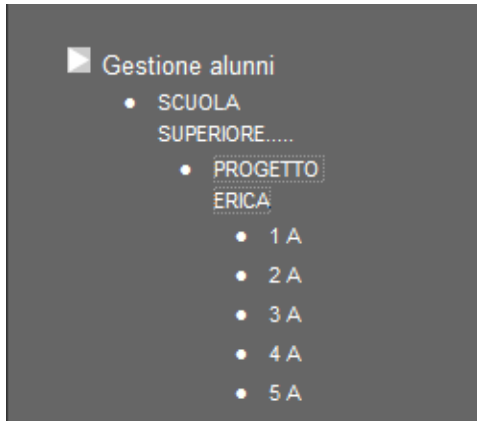 Gestione alunni
SCUOLA
SUPERIORE.....
PROGETTO
ERICA
1 A
2 A
3 A
4 A
5 A